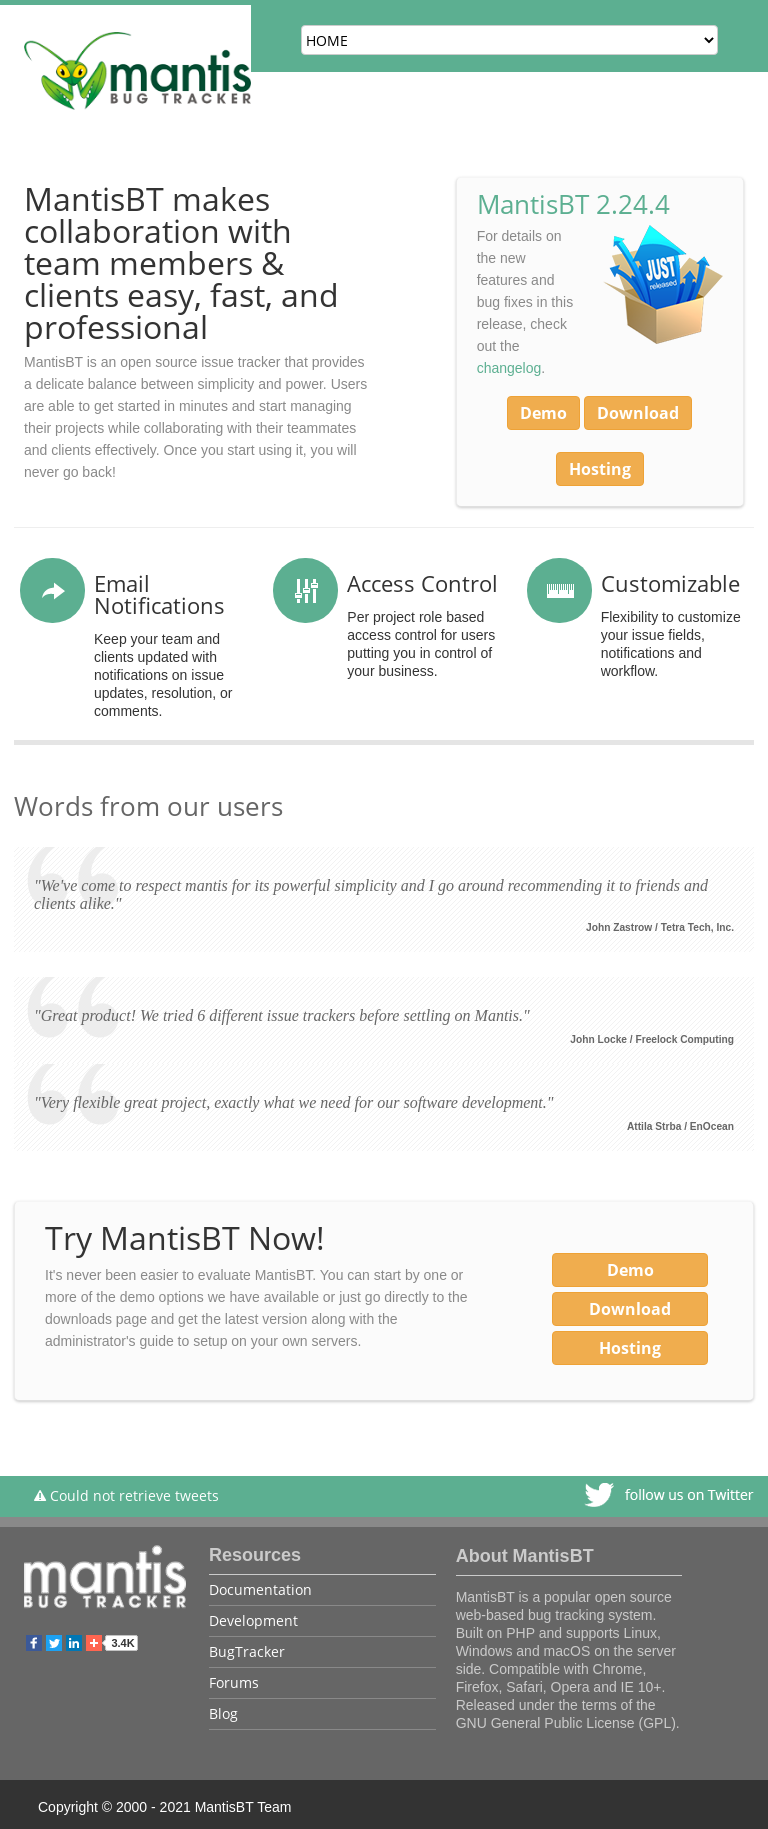 mantis
BUG TRACKER
HOME
MantisBT makes
collaboration with
team members &
clients easy, fast, and
professional
MantisBT is an open source issue tracker that provides
a delicate balance between simplicity and power. Users
are able to get started in minutes and start managing
their projects while collaborating with their teammates
and clients effectively. Once you start using it, you will
never go back!
MantisBT 2.24.4
For details on
the new
features and
bug fixes in this
release, check
out the
changelog.
JUST
released
Demo Download
Hosting
Email
Notifications
Keep your team and
clients updated with
notifications on issue
updates, resolution, or
comments.
Access Control
Per project role based
access control for users
putting you in control of
your business.
Customizable
Flexibility to customize
your issue fields,
notifications and
workflow.
Words from our users
"We've come to respect mantis for its powerful simplicity and I go around recommending it to friends and
clients alike."
John Zastrow / Tetra Tech, Inc.
"Great product! We tried 6 different issue trackers before settling on Mantis."
John Locke / Freelock Computing
"Very flexible great project, exactly what we need for our software development."
Attila Strba / EnOcean
Try MantisBT Now!
It's never been easier to evaluate MantisBT. You can start by one or
more of the demo options we have available or just go directly to the
downloads page and get the latest version along with the
administrator's guide to setup on your own servers.
Demo
Download
Hosting
Could not retrieve tweets
follow us on Twitter
mantis
BUG TRACKER
3.4K
Resources
Documentation
Development
BugTracker
Forums
Blog
About MantisBT
MantisBT is a popular open source
web-based bug tracking system.
Built on PHP and supports Linux,
Windows and macOS on the server
side. Compatible with Chrome,
Firefox, Safari, Opera and IE 10+.
Released under the terms of the
GNU General Public License (GPL).
Copyright © 2000 - 2021 MantisBT Team